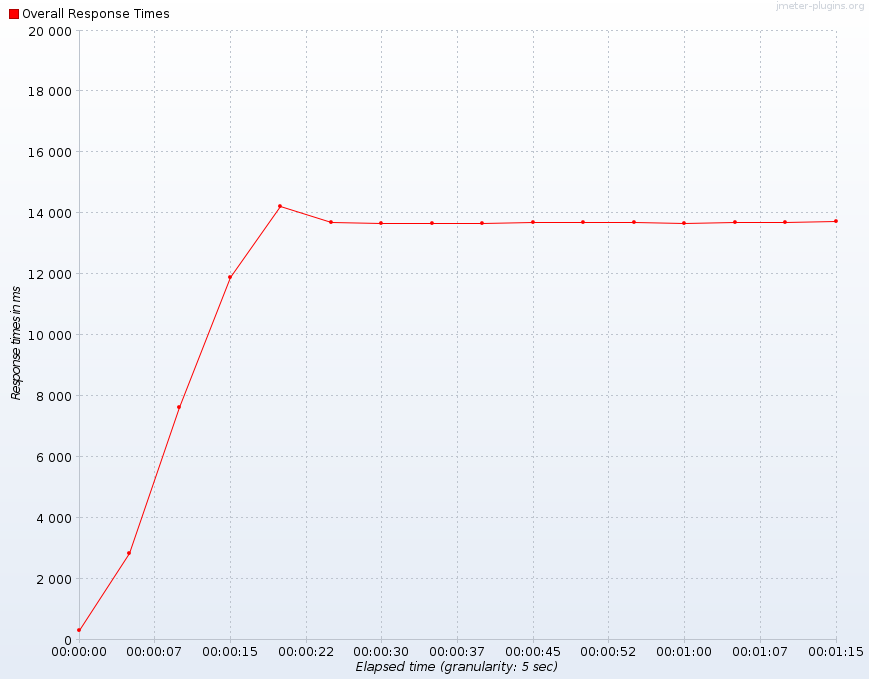 jmeter-plugins.org
Overall Response Times
20 000
18 000
16 000
14 000
12 000
10 000
8 000
6 000
4 000
2 000
0
Response times in ms
00:00:00 00:00:07 00:00:15 00:00:22 00:00:30 00:00:37 00:00:45 00:00:52 00:01:00 00:01:07 00:01:15
Elapsed time (granularity: 5 sec)